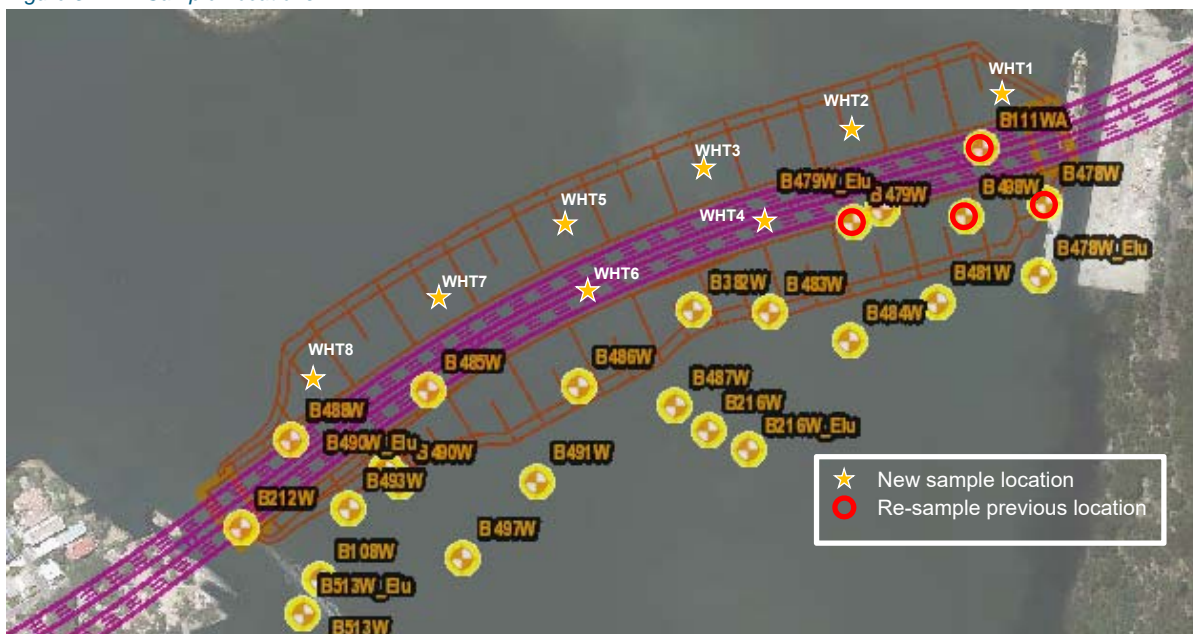 WHT1
WHT2
B111WA
WHT3
B478W
B479W_Elu
B498W
B479W
WHT5
WHT4
B478W_Elu
B481W
WHT6
B382W
B483W
WHT7
B484W
WHT8
B485W
B486W
B487W
B488W
B216W
B490W_Elu
B216W_Elu
B490W
B491W
B493W
New sample location
B212W
Re-sample previous location
B497W
B108W
B513W_Elu
B513W